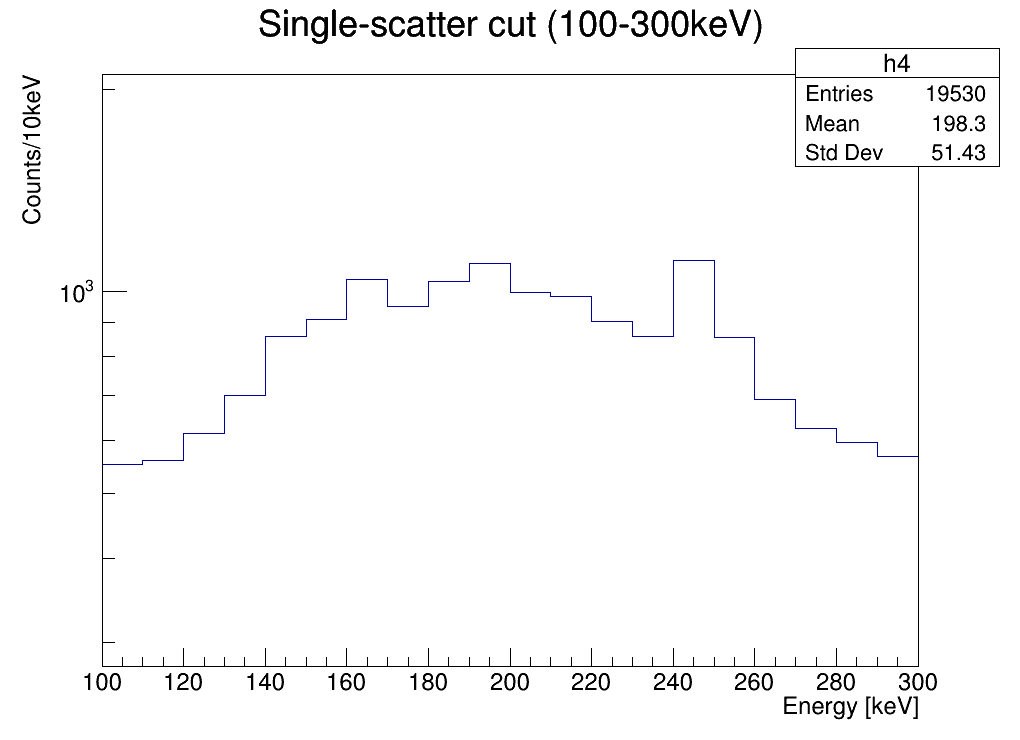 Single-scatter cut (100-300keV)
h4
Entries 19530
Mean 198.3
Std Dev 51.43
Counts/10keV
10³
100 120 140 160 180 200 220 240 260 280 300
Energy [keV]